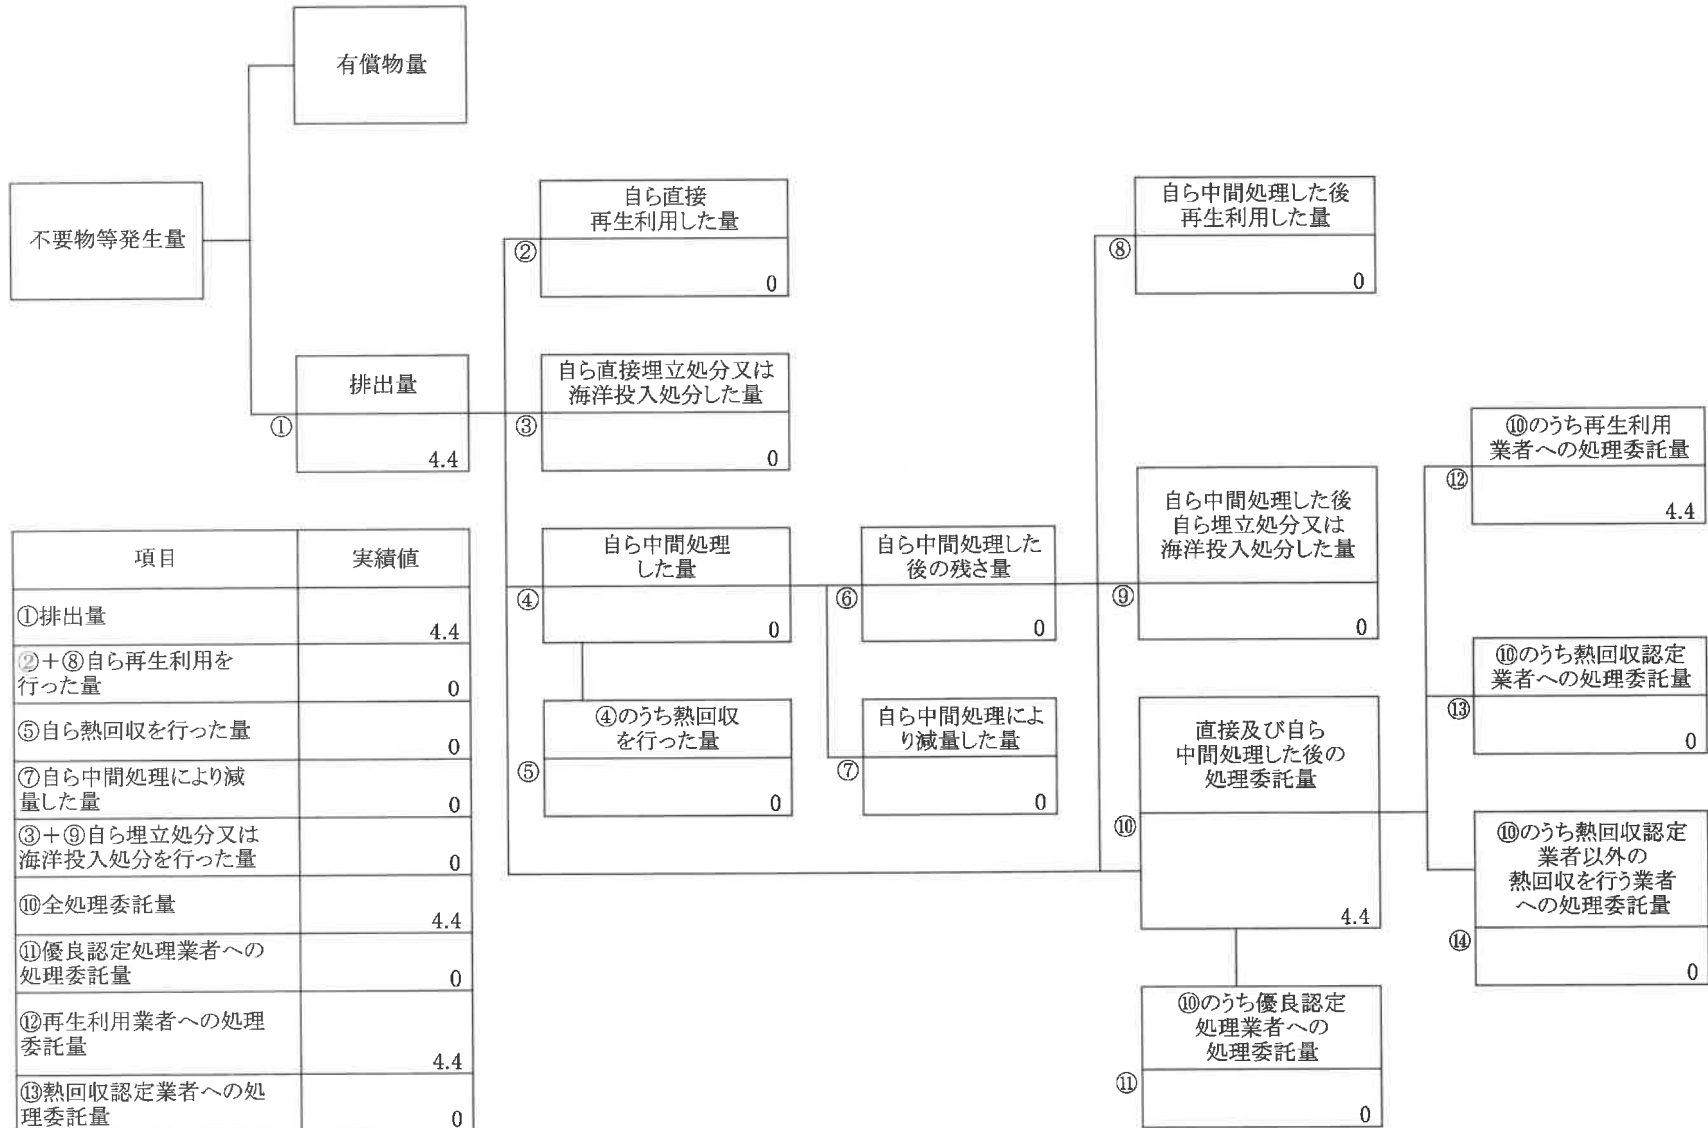 有償物量
不要物等発生量
自ら直接
再生利用した量
②
0
自ら中間処理した後
再生利用した量
⑧
0
排出量
①
4.4
自ら直接埋立処分又は
海洋投入処分した量
③
0
⑩のうち再生利用
業者への処理委託量
⑫
4.4
自ら中間処理
した量
④
0
自ら中間処理した
後の残さ量
⑥
0
自ら中間処理した後
自ら埋立処分又は
海洋投入処分した量
⑨
0
⑩のうち熱回収認定
業者への処理委託量
⑬
0
④のうち熱回収
を行った量
⑤
0
自ら中間処理によ
り減量した量
⑦
0
直接及び自ら
中間処理した後の
処理委託量
⑩
4.4
⑩のうち熱回収認定
業者以外の
熱回収を行う業者
への処理委託量
⑭
0
⑩のうち優良認定
処理業者への
処理委託量
⑪
0
項目 実績値
①排出量 4.4
②+⑧自ら再生利用を
行った量 0
⑤自ら熱回収を行った量 0
⑦自ら中間処理により減
量した量 0
③+⑨自ら埋立処分又は
海洋投入処分を行った量 0
⑩全処理委託量 4.4
⑪優良認定処理業者への
処理委託量 0
⑫再生利用業者への処理
委託量 4.4
⑬熱回収認定業者への処
理委託量 0